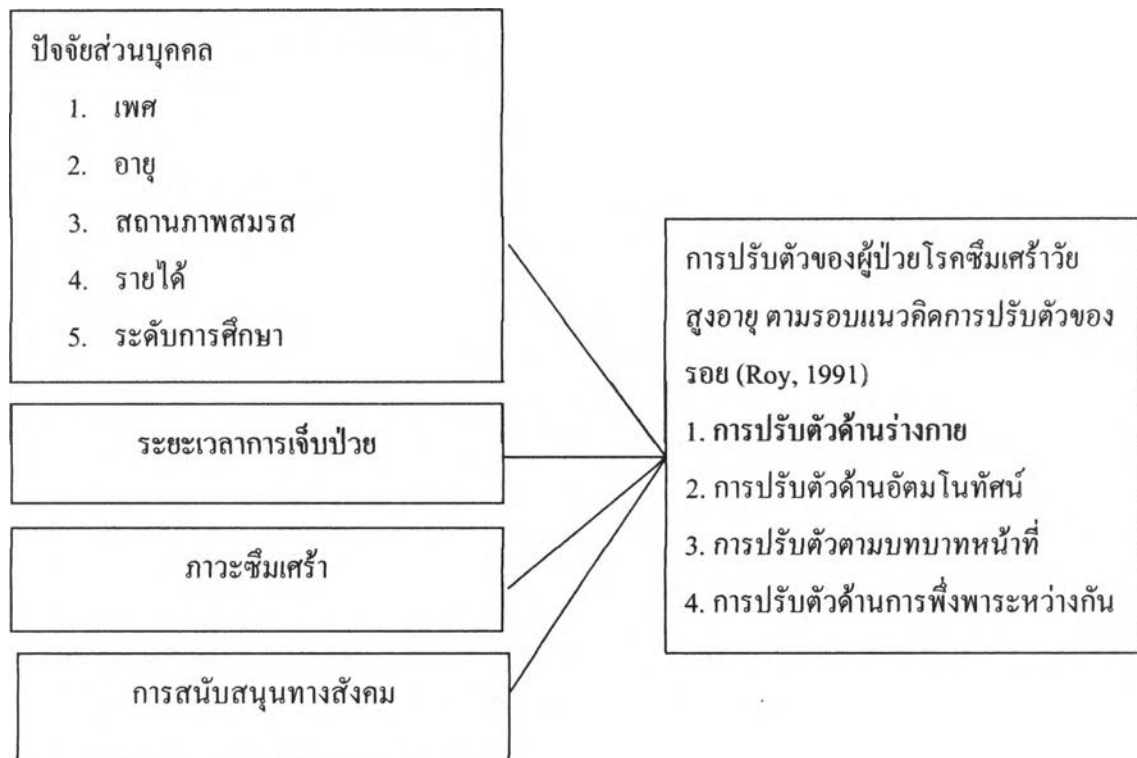 ปัจจัยส่วนบุคคล
1. เพศ
2. อายุ
3. สถานภาพสมรส
4. รายได้
5. ระดับการศึกษา
ระยะเวลาการเจ็บป่วย
ภาวะซึมเศร้า
การสนับสนุนทางสังคม
การปรับตัวของผู้ป่วยโรคซึมเศร้าวัย
สูงอายุ ตามรอบแนวกิดการปรับตัวของ
รอย (Roy, 1991)
1. การปรับตัวด้านร่างกาย
2. การปรับตัวด้านอัตมโนทัศน์
3. การปรับตัวตามบทบาทหน้าที่
4. การปรับตัวด้านการพึ่งพาระหว่างกัน